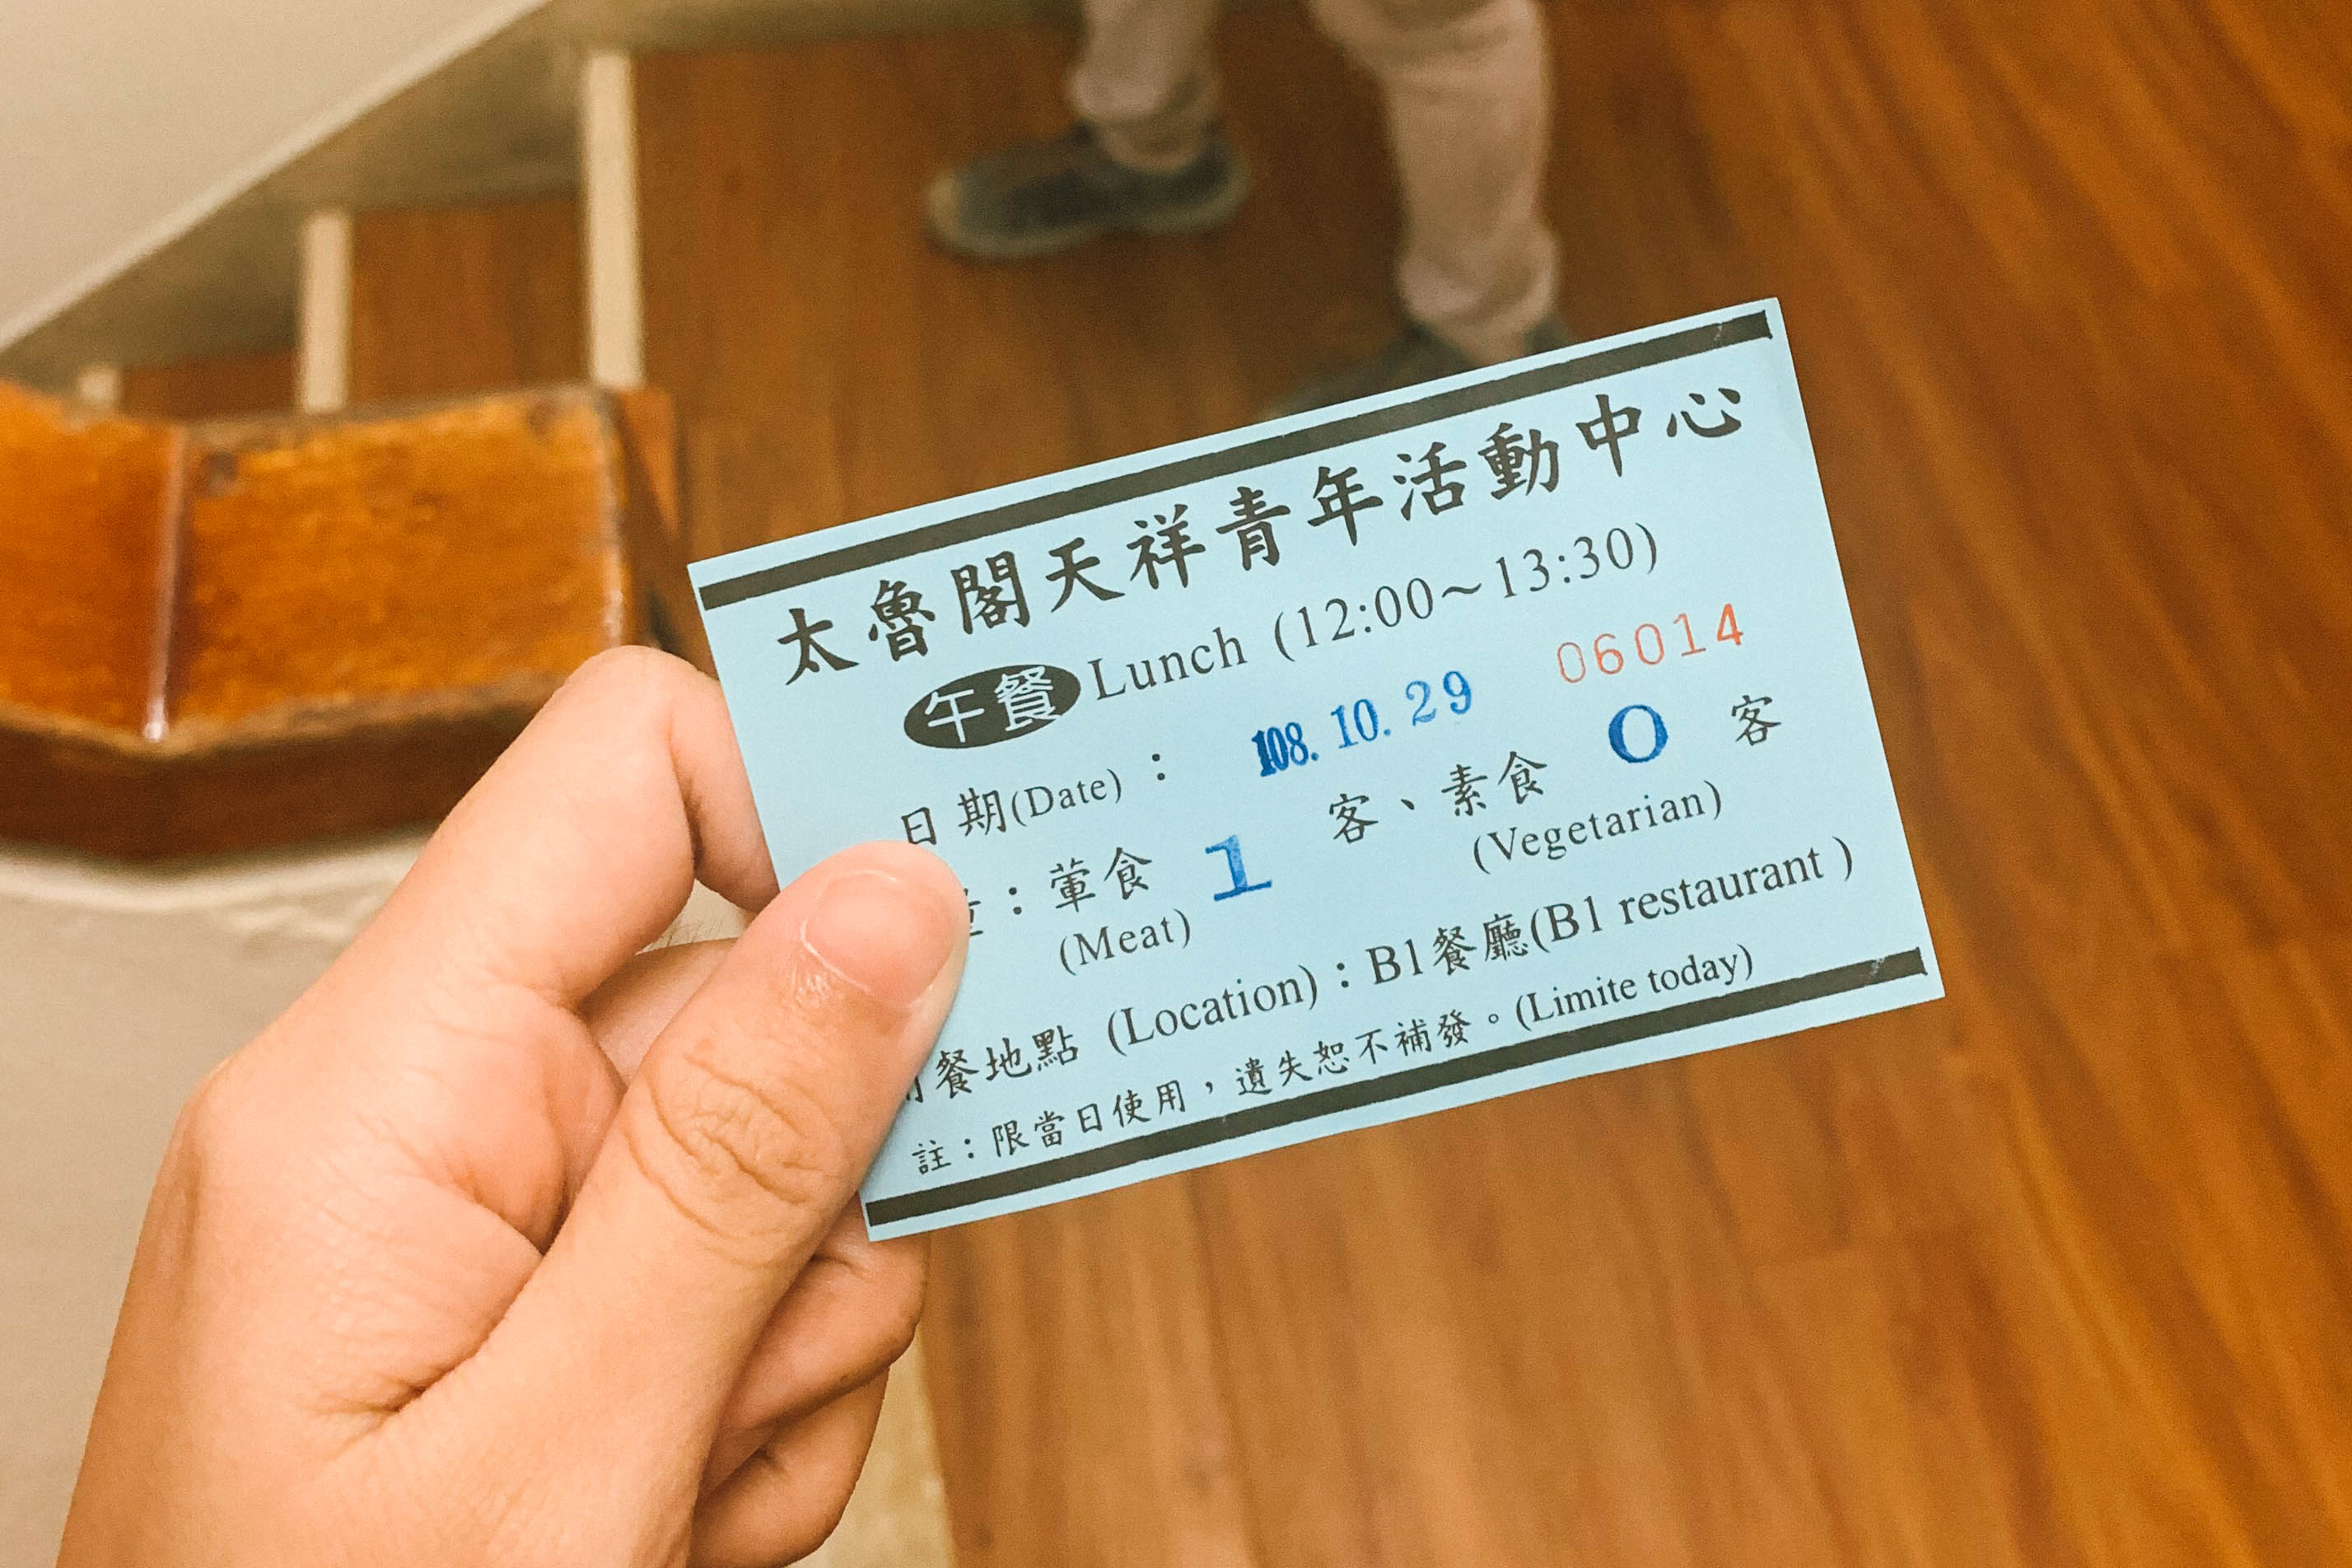 太魯閣天祥青年活動中心
午餐 Lunch (12:00～13:30)
06014
日期(Date)： 108.10.29
：葷食 1 客、素食 0 客
(Meat) (Vegetarian)
餐地點 (Location)：B1餐廳(B1 restaurant )
註：限當日使用，遺失恕不補發。(Limite today)